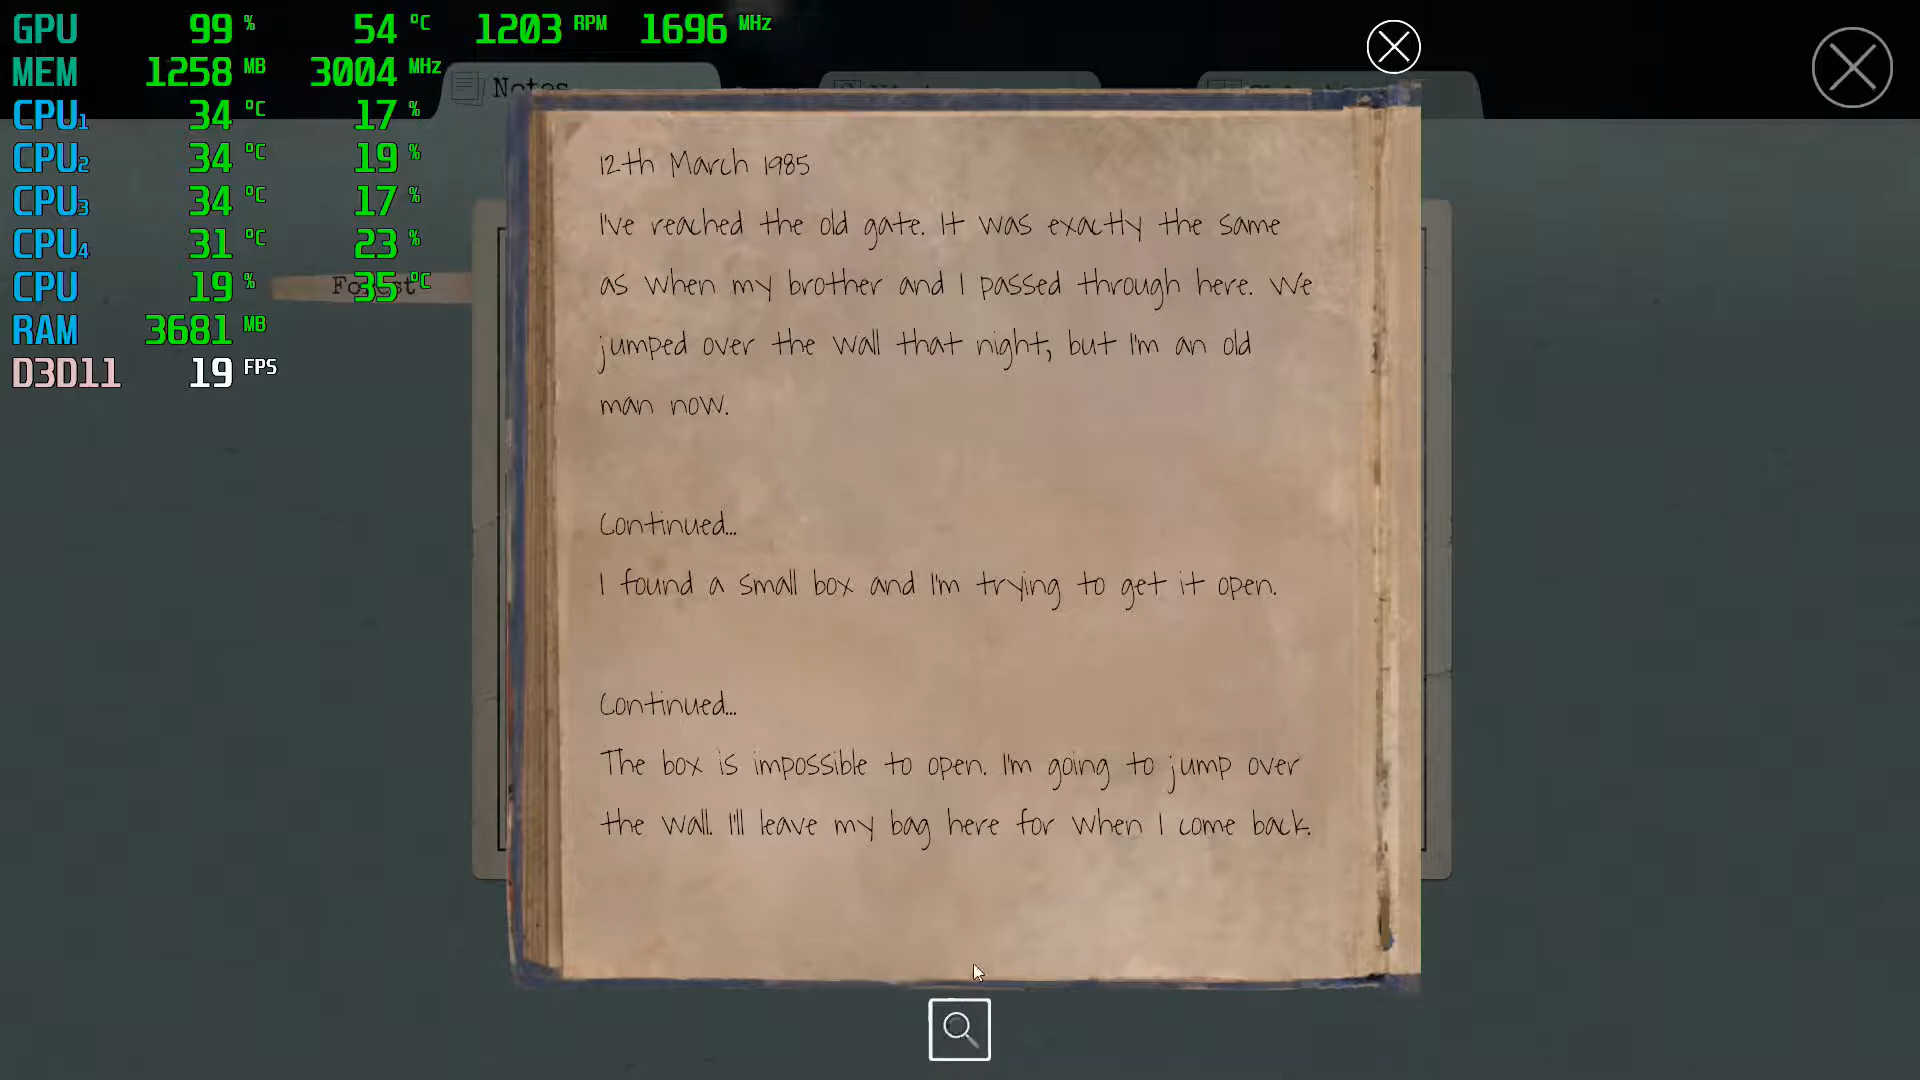 GPU 99 % 54 °C 1203 RPM 1696 MHz
MEM 1258 MB 3004 MHz
CPU1 34 °C 17 %
CPU2 34 °C 19 %
CPU3 34 °C 17 %
CPU4 31 °C 23 %
CPU 19 % 35 °C
RAM 3681 MB
D3D11 19 FPS
Notes
12th March 1985
I've reached the old gate. It was exactly the same
as when my brother and I passed through here. We
jumped over the wall that night, but I'm an old
man now.
Continued...
I found a small box and I'm trying to get it open.
Continued...
The box is impossible to open. I'm going to jump over
the wall. I'll leave my bag here for when I come back.